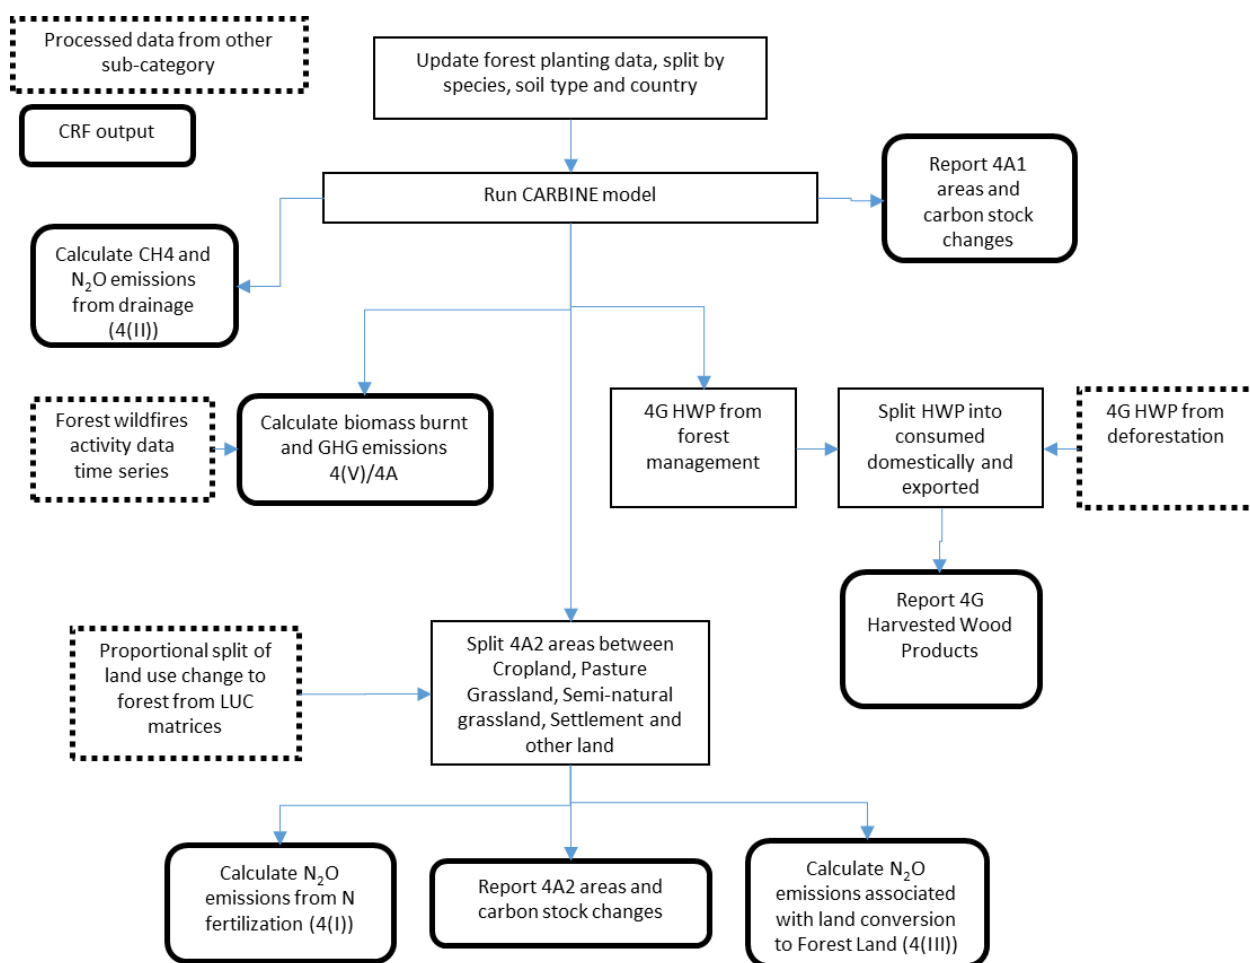 Processed data from other
sub-category
CRF output
Update forest planting data, split by
species, soil type and country
Run CARBINE model
Report 4A1
areas and
carbon stock
changes
Calculate CH4 and
N₂O emissions
from drainage
(4(II))
Forest wildfires
activity data
time series
Calculate biomass burnt
and GHG emissions
4(V)/4A
4G HWP from
forest
management
Split HWP into
consumed
domestically and
exported
4G HWP from
deforestation
Report 4G
Harvested Wood
Products
Proportional split of
land use change to
forest from LUC
matrices
Split 4A2 areas between
Cropland, Pasture
Grassland, Semi-natural
grassland, Settlement and
other land
Calculate N₂O
emissions from N
fertilization (4(I))
Report 4A2 areas and
carbon stock changes
Calculate N₂O
emissions associated
with land conversion
to Forest Land (4(III))